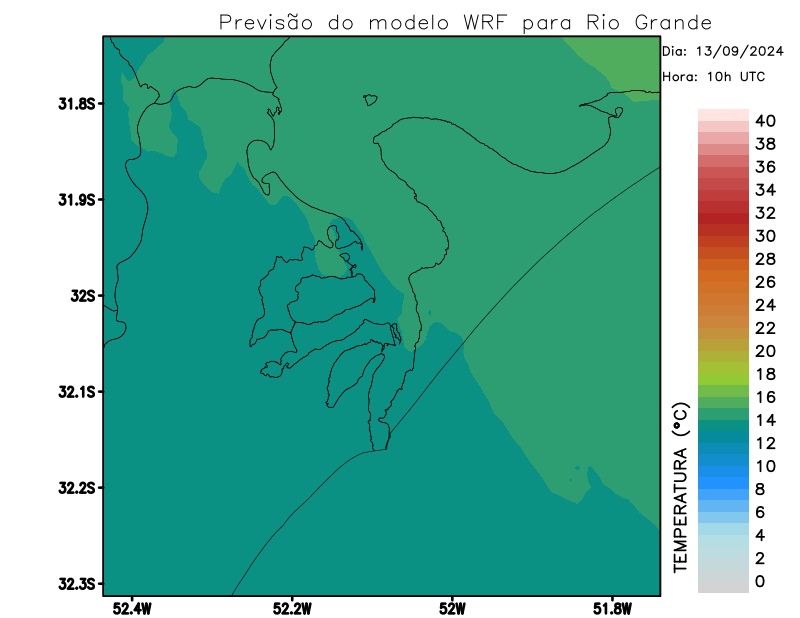 Previsão do modelo WRF para Rio Grande
Dia: 13/09/2024
Hora: 10h UTC
31.8S
31.9S
32S
32.1S
32.2S
32.3S
52.4W
52.2W
52W
51.8W
TEMPERATURA (°C)
40
38
36
34
32
30
28
26
24
22
20
18
16
14
12
10
8
6
4
2
0